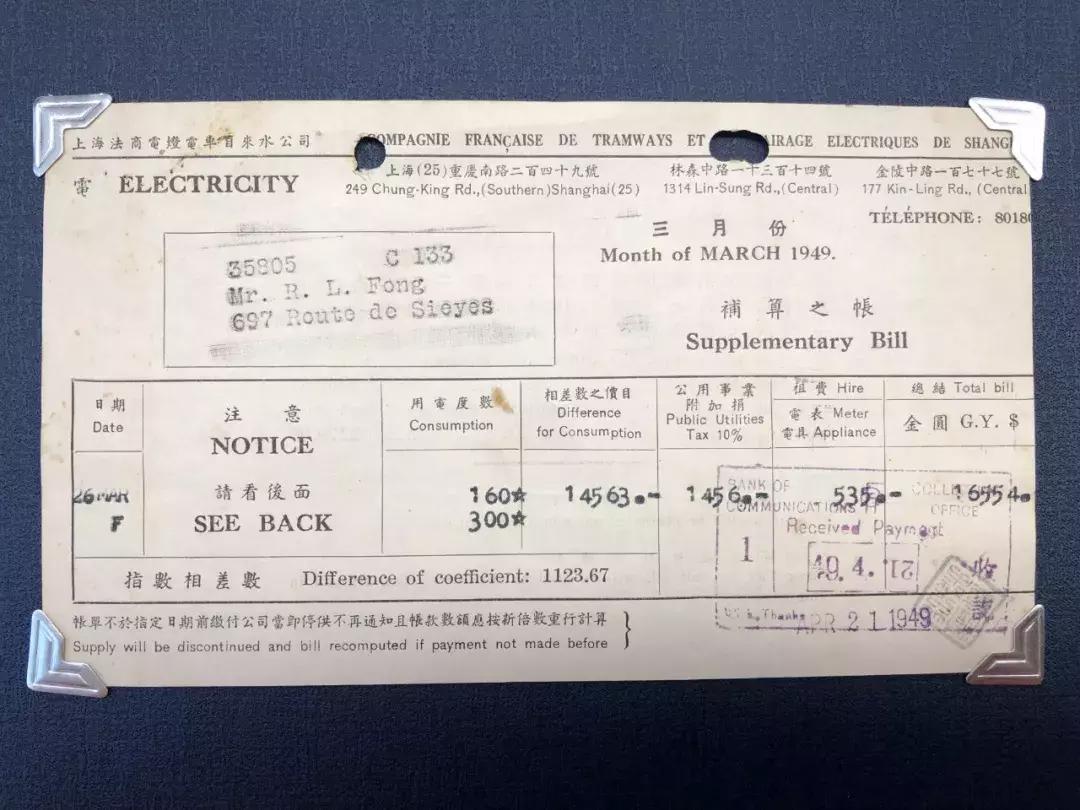 上海法商電燈電車自來水公司 COMPAGNIE FRANÇAISE DE TRAMWAYS ET AIRAGE ELECTRIQUES DE SHANG
電 ELECTRICITY
上海(25)重慶南路二百四十九號 林森中路一千三百十四號 金陵中路一百七十七號
249 Chung-King Rd.,(Southern)Shanghai(25) 1314 Lin-Sung Rd.,(Central) 177 Kin-Ling Rd., (Central
TÉLÉPHONE: 8018
三月份
Month of MARCH 1949.
35805 C 133
Mr. R. L. Fong
697 Route de Sieyes
補算之帳
Supplementary Bill
日期 Date
注意 NOTICE
用電度數 Consumption
相差數之價目 Difference for Consumption
公用事業附加捐 Public Utilities Tax 10%
租費 Hire
電表 Meter
電具 Appliance
總結 Total bill
金圓 G.Y. $
請看後面
SEE BACK
26 MAR F
160★ 14563.- 1456.- 535.- 16554.
300★
指數相差數 Difference of coefficient: 1123.67
BANK OF COMMUNICATIONS
COLLE OFFICE
Received Payment
1
49.4.21
收
APR 21 1949
Thanks
帳單不於指定日期前繳付公司當即停供不再通知且帳款數額應按新倍數重行計算
Supply will be discontinued and bill recomputed if payment not made before